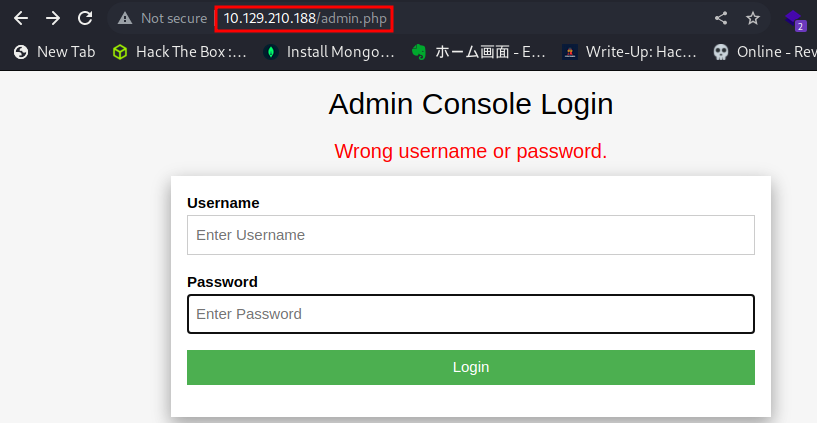 Not secure 10.129.210.188/admin.php
2
New Tab Hack The Box :... Install Mongo... ホーム画面 - E... Write-Up: Hac... Online - Rev
Admin Console Login
Wrong username or password.
Username
Enter Username
Password
Enter Password
Login